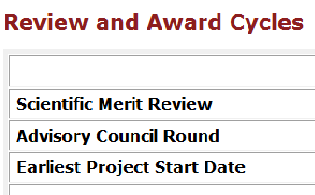 Review and Award Cycles
Scientific Merit Review
Advisory Council Round
Earliest Project Start Date